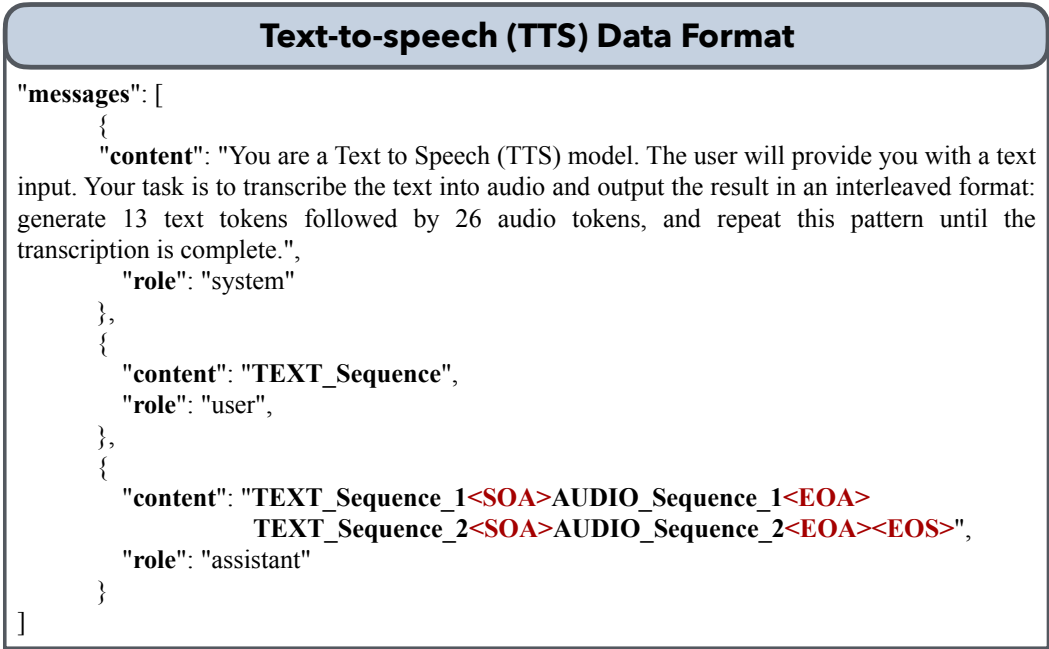 Text-to-speech (TTS) Data Format
"messages": [
{
"content": "You are a Text to Speech (TTS) model. The user will provide you with a text
input. Your task is to transcribe the text into audio and output the result in an interleaved format:
generate 13 text tokens followed by 26 audio tokens, and repeat this pattern until the
transcription is complete.",
"role": "system"
},
{
"content": "TEXT_Sequence",
"role": "user",
},
{
"content": "TEXT_Sequence_1<SOA>AUDIO_Sequence_1<EOA>
TEXT_Sequence_2<SOA>AUDIO_Sequence_2<EOA><EOS>",
"role": "assistant"
}
]